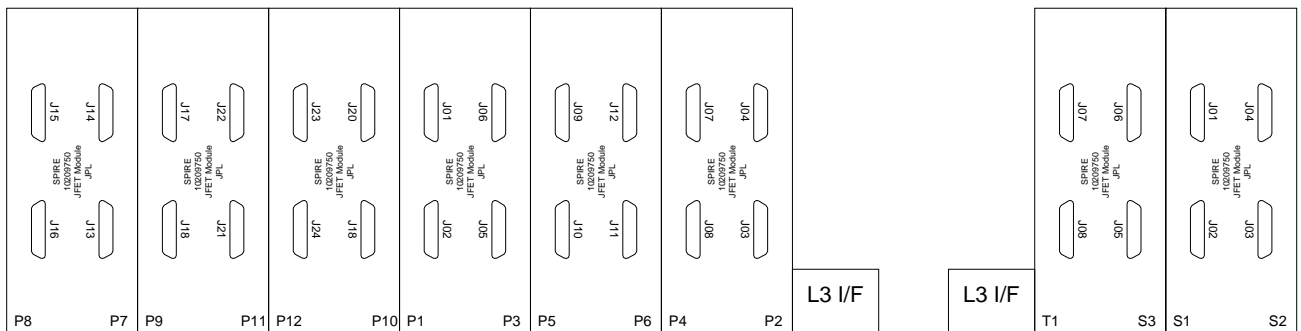 J15 J14
SPIRE
10209750
JFET Module
JPL
J16 J13
P8 P7
J17 J22
SPIRE
10209750
JFET Module
JPL
J18 J21
P9 P11
J23 J20
SPIRE
10209750
JFET Module
JPL
J24 J18
P12 P10
J01 J06
SPIRE
10209750
JFET Module
JPL
J02 J05
P1 P3
J09 J12
SPIRE
10209750
JFET Module
JPL
J10 J11
P5 P6
J07 J04
SPIRE
10209750
JFET Module
JPL
J08 J03
P4 P2
L3 I/F
L3 I/F
J07 J06
SPIRE
10209750
JFET Module
JPL
J08 J05
T1 S3
J01 J04
SPIRE
10209750
JFET Module
JPL
J02 J03
S1 S2